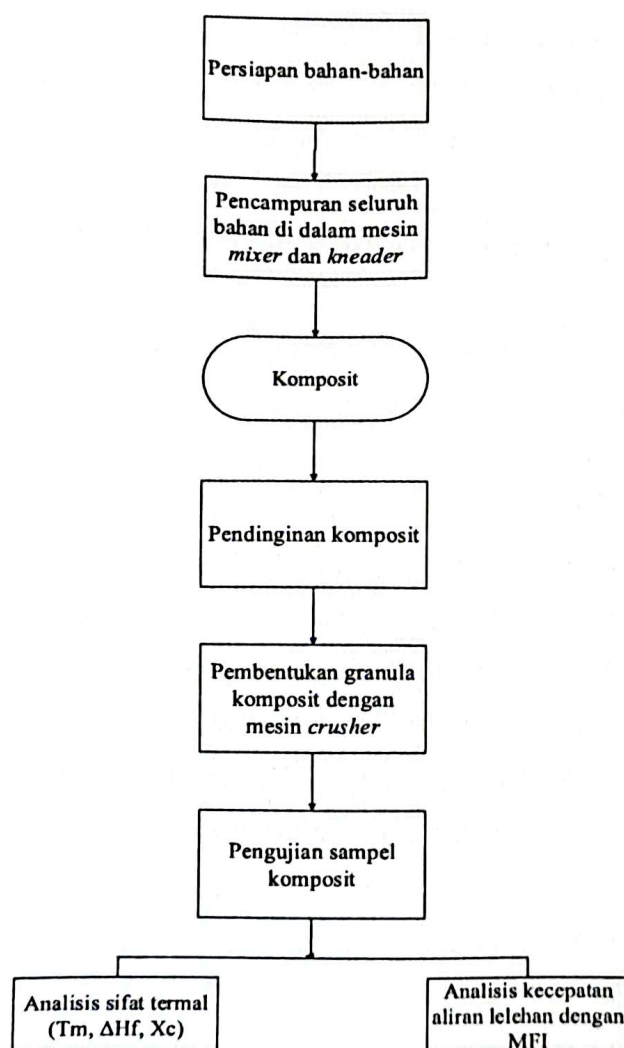 Persiapan bahan-bahan
Pencampuran seluruh
bahan di dalam mesin
mixer dan kneader
Komposit
Pendinginan komposit
Pembentukan granula
komposit dengan
mesin crusher
Pengujian sampel
komposit
Analisis sifat termal
(Tm, ΔHf, Xc)
Analisis kecepatan
aliran lelehan dengan
MFI